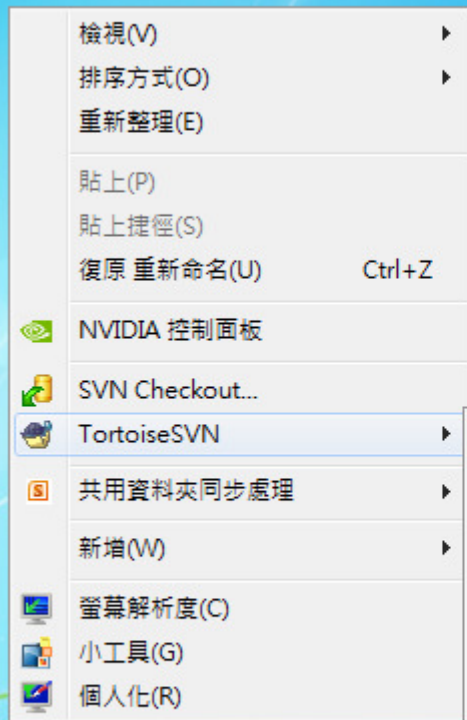 檢視(V)
排序方式(O)
重新整理(E)
貼上(P)
貼上捷徑(S)
復原 重新命名(U) Ctrl+Z
NVIDIA 控制面板
SVN Checkout...
TortoiseSVN
共用資料夾同步處理
新增(W)
螢幕解析度(C)
小工具(G)
個人化(R)